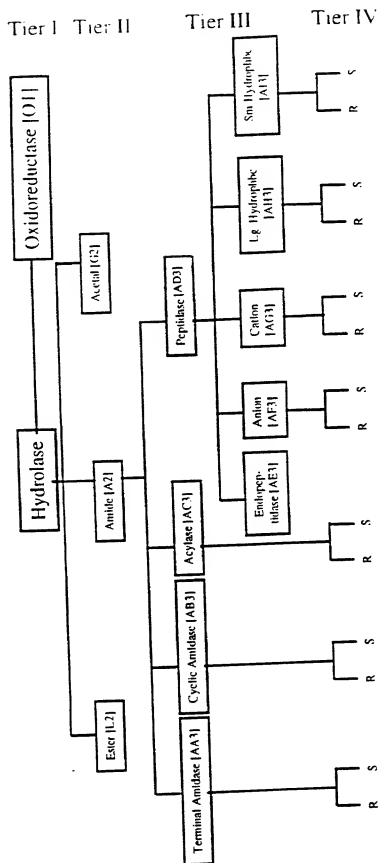 Tier I
Tier II
Tier III
Tier IV
Hydrolase
Oxidoreductase [O1]
Ester [L2]
Amide [A2]
Acetal [G2]
Terminal Amidase [AA3]
Cyclic Amidase [AB3]
Acylase [AC3]
Peptidase [AD3]
Endopep-
tidase [AE3]
Anion
[AF3]
Cation
[AG3]
Lg Hydrophbc
[AH3]
Sm Hydrophbc
[AI3]
R S
R S
R S
R S
R S
R S
R S